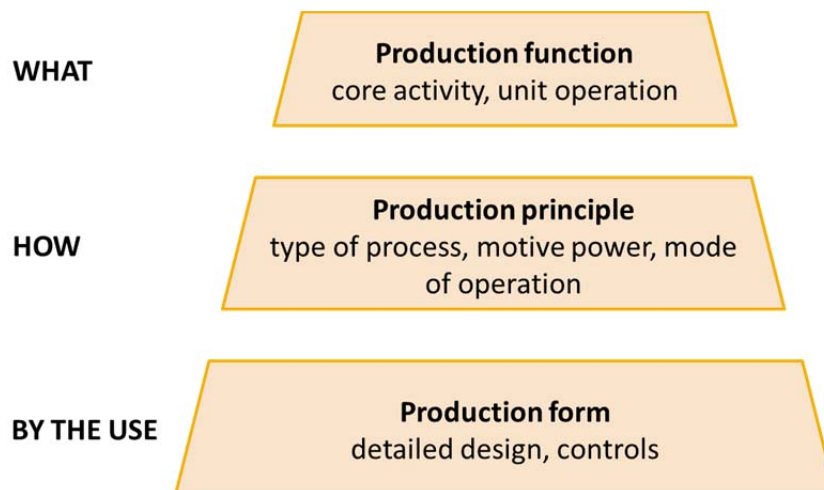 WHAT
Production function
core activity, unit operation
HOW
Production principle
type of process, motive power, mode
of operation
BY THE USE
Production form
detailed design, controls